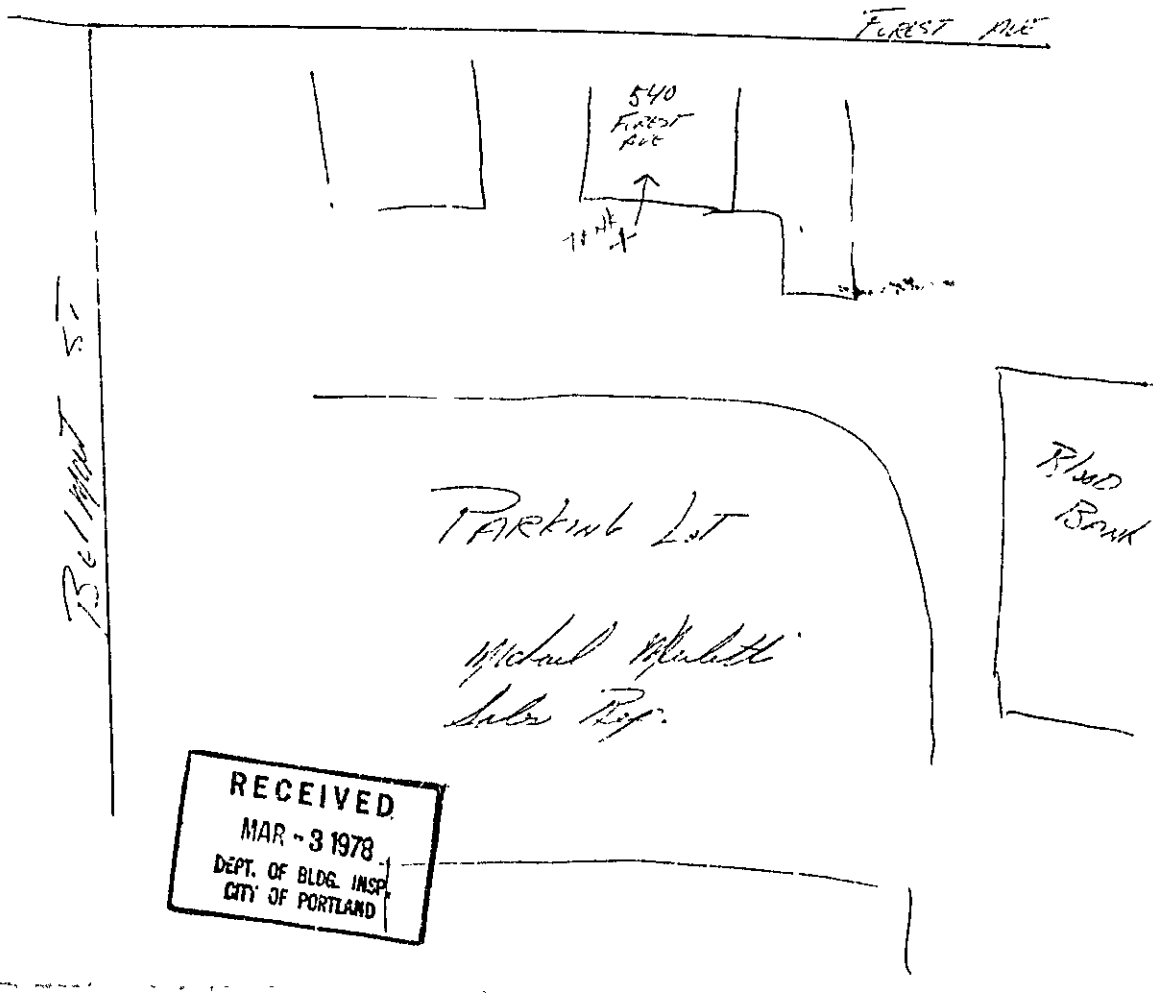 FOREST AVE
540
FOREST
AVE
BelMONT ST
PARKING LOT
Michael
Sales Rep.
Blood
Bank
RECEIVED
MAR - 3 1978
DEPT. OF BLDG. INSP.
CITY OF PORTLAND